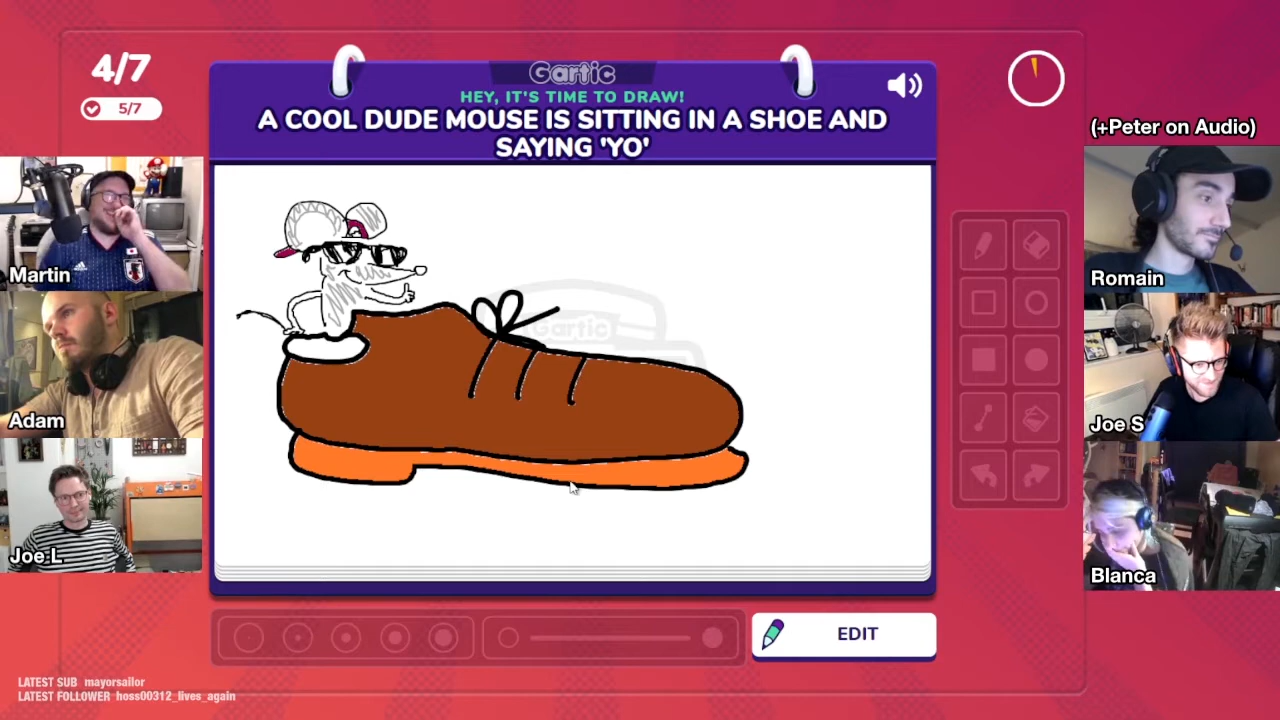 4/7
5/7
Gartic
HEY, IT'S TIME TO DRAW!
A COOL DUDE MOUSE IS SITTING IN A SHOE AND
SAYING 'YO'
(+Peter on Audio)
Martin
Romain
Gartic
Adam
Joe S
Joe L
Blanca
EDIT
LATEST SUB mayorsailor
LATEST FOLLOWER hoss00312_lives_again